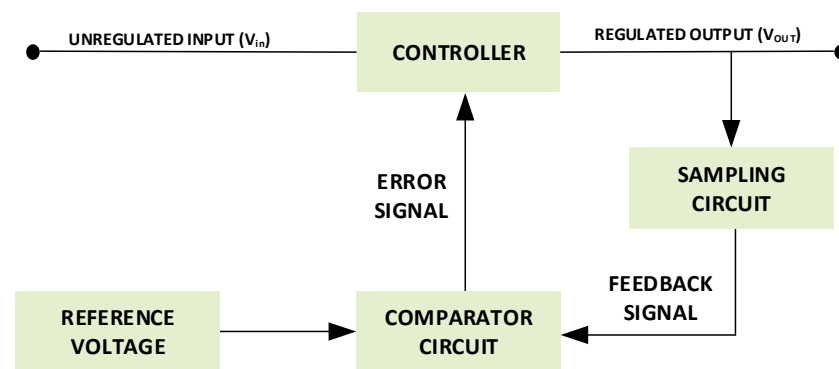 UNREGULATED INPUT (Vin)
CONTROLLER
REGULATED OUTPUT (VOUT)
ERROR
SIGNAL
SAMPLING
CIRCUIT
REFERENCE
VOLTAGE
COMPARATOR
CIRCUIT
FEEDBACK
SIGNAL